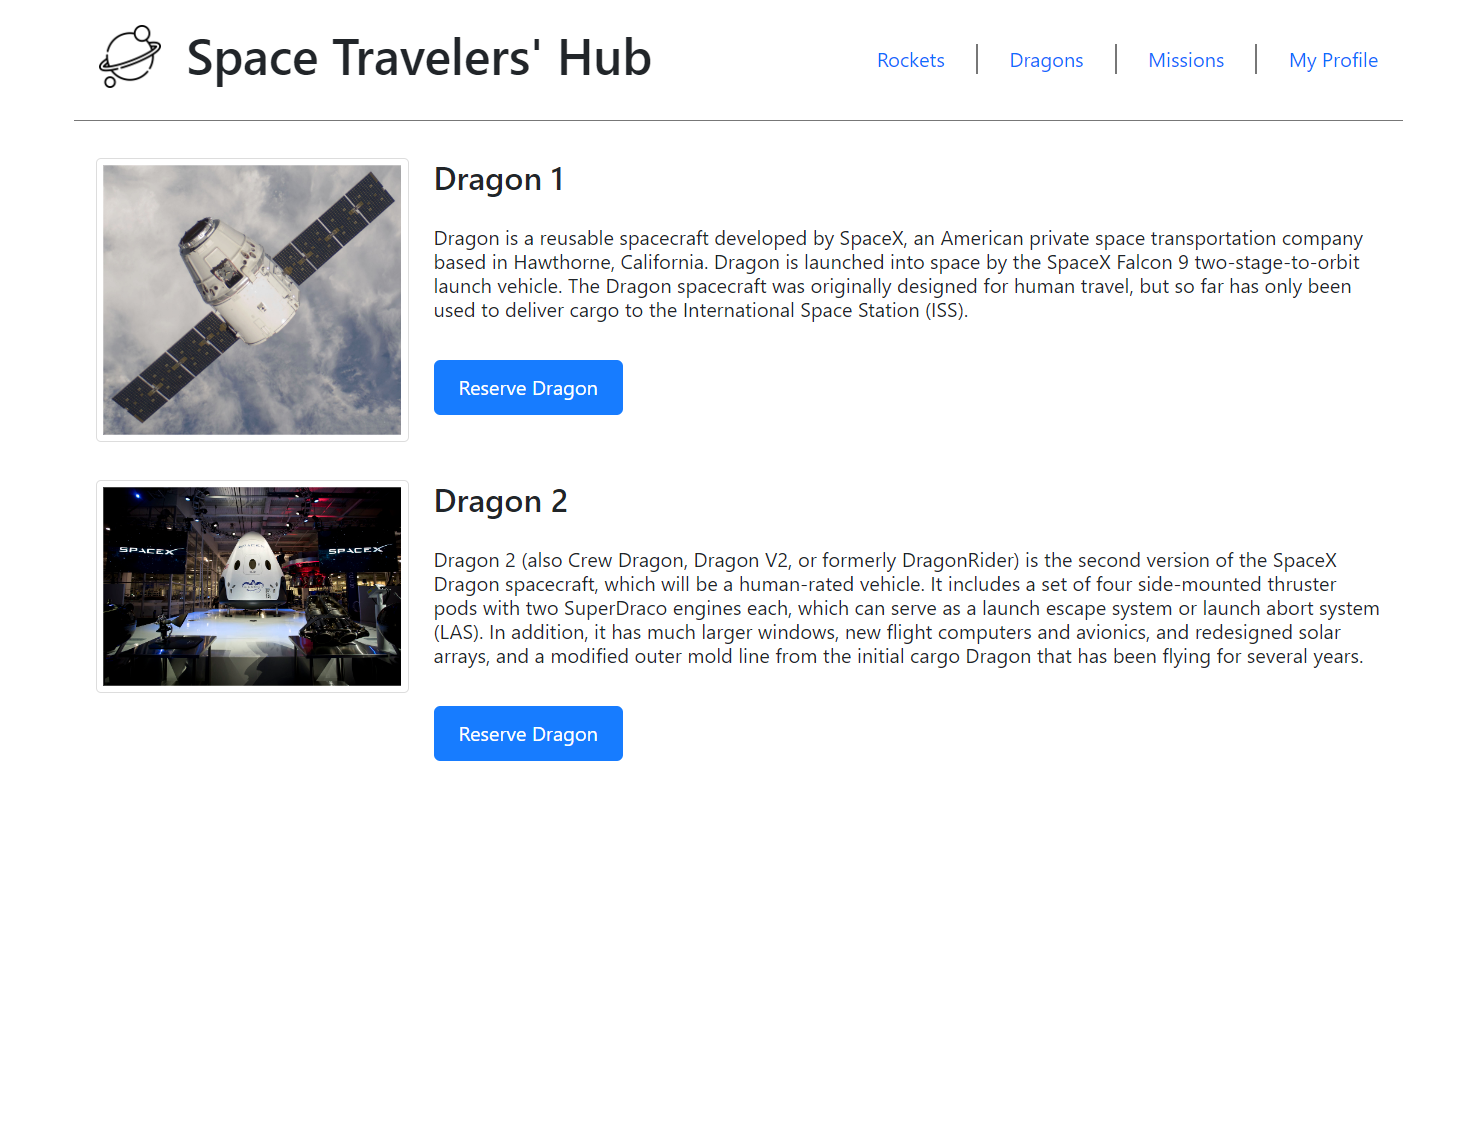 Space Travelers' Hub
Rockets
Dragons
Missions
My Profile
Dragon 1
Dragon is a reusable spacecraft developed by SpaceX, an American private space transportation company
based in Hawthorne, California. Dragon is launched into space by the SpaceX Falcon 9 two-stage-to-orbit
launch vehicle. The Dragon spacecraft was originally designed for human travel, but so far has only been
used to deliver cargo to the International Space Station (ISS).
Reserve Dragon
SPACEX
SPACEX
SPACEX
Dragon 2
Dragon 2 (also Crew Dragon, Dragon V2, or formerly DragonRider) is the second version of the SpaceX
Dragon spacecraft, which will be a human-rated vehicle. It includes a set of four side-mounted thruster
pods with two SuperDraco engines each, which can serve as a launch escape system or launch abort system
(LAS). In addition, it has much larger windows, new flight computers and avionics, and redesigned solar
arrays, and a modified outer mold line from the initial cargo Dragon that has been flying for several years.
Reserve Dragon